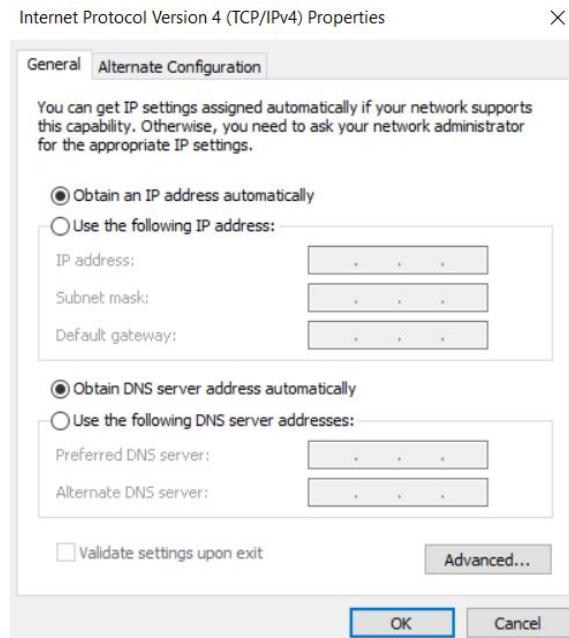 Internet Protocol Version 4 (TCP/IPv4) Properties
General
Alternate Configuration
You can get IP settings assigned automatically if your network supports
this capability. Otherwise, you need to ask your network administrator
for the appropriate IP settings.
Obtain an IP address automatically
Use the following IP address:
IP address:
Subnet mask:
Default gateway:
Obtain DNS server address automatically
Use the following DNS server addresses:
Preferred DNS server:
Alternate DNS server:
Validate settings upon exit
Advanced...
OK
Cancel